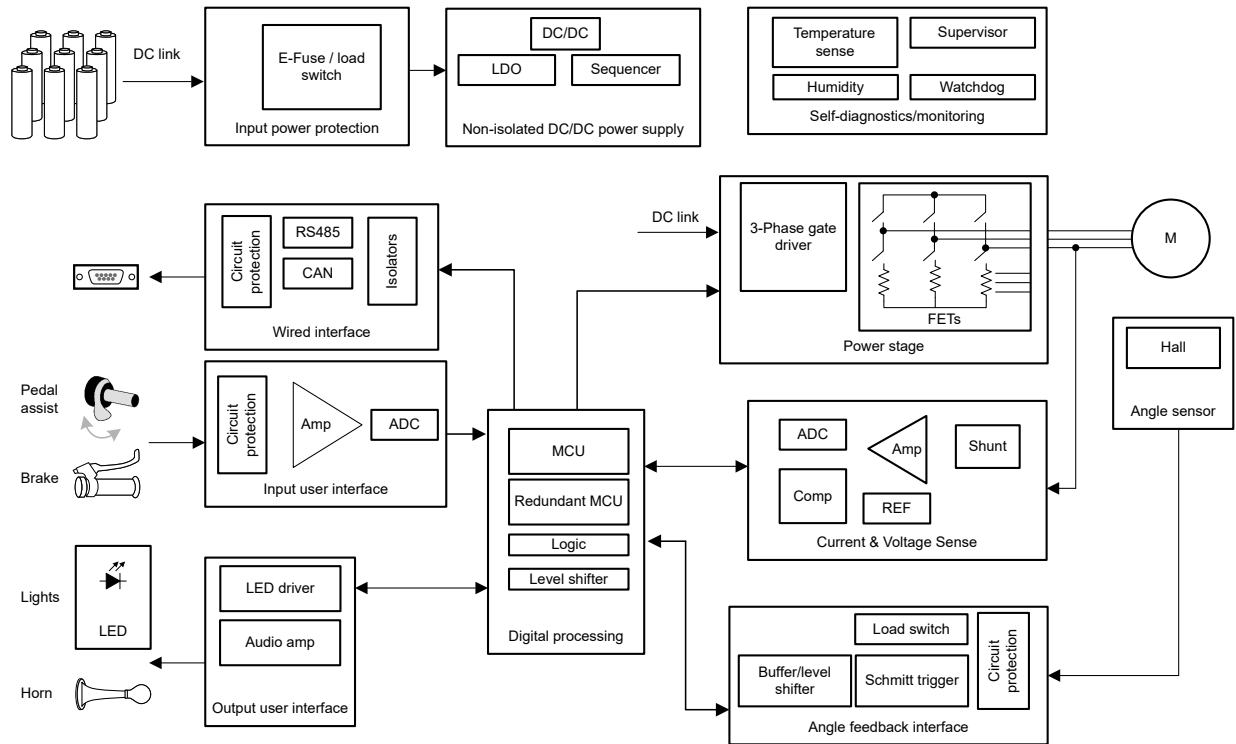 DC link
E-Fuse / load
switch
Input power protection
DC/DC
LDO
Sequencer
Non-isolated DC/DC power supply
Temperature
sense
Supervisor
Humidity
Watchdog
Self-diagnostics/monitoring
Circuit
protection
RS485
CAN
Isolators
Wired interface
DC link
3-Phase gate
driver
FETs
Power stage
M
Hall
Angle sensor
Pedal
assist
Brake
Circuit
protection
Amp
ADC
Input user interface
MCU
Redundant MCU
Logic
Level shifter
Digital processing
ADC
Amp
Shunt
Comp
REF
Current & Voltage Sense
Lights
LED
Horn
LED driver
Audio amp
Output user interface
Load switch
Buffer/level
shifter
Schmitt trigger
Circuit
protection
Angle feedback interface